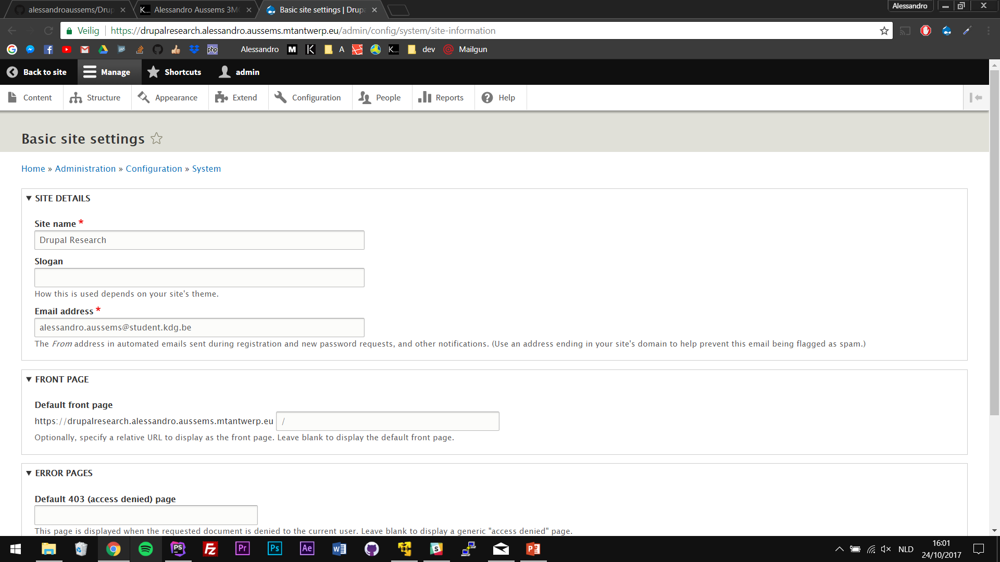 alessandroaussems/Drup
Alessandro Aussems 3M
Basic site settings | Drupa
Alessandro
Veilig
https://drupalresearch.alessandro.aussems.mtantwerp.eu/admin/config/system/site-information
php
Alessandro
M
K
A
K
dev
Mailgun
Back to site
Manage
Shortcuts
admin
Content
Structure
Appearance
Extend
Configuration
People
Reports
Help
Basic site settings
Home » Administration » Configuration » System
SITE DETAILS
Site name *
Drupal Research
Slogan
How this is used depends on your site's theme.
Email address *
alessandro.aussems@student.kdg.be
The From address in automated emails sent during registration and new password requests, and other notifications. (Use an address ending in your site's domain to help prevent this email being flagged as spam.)
FRONT PAGE
Default front page
https://drupalresearch.alessandro.aussems.mtantwerp.eu /
Optionally, specify a relative URL to display as the front page. Leave blank to display the default front page.
ERROR PAGES
Default 403 (access denied) page
This page is displayed when the requested document is denied to the current user. Leave blank to display a generic "access denied" page.
PS
Fz
Pr
Ps
Ae
W
S
P
NLD
16:01
24/10/2017